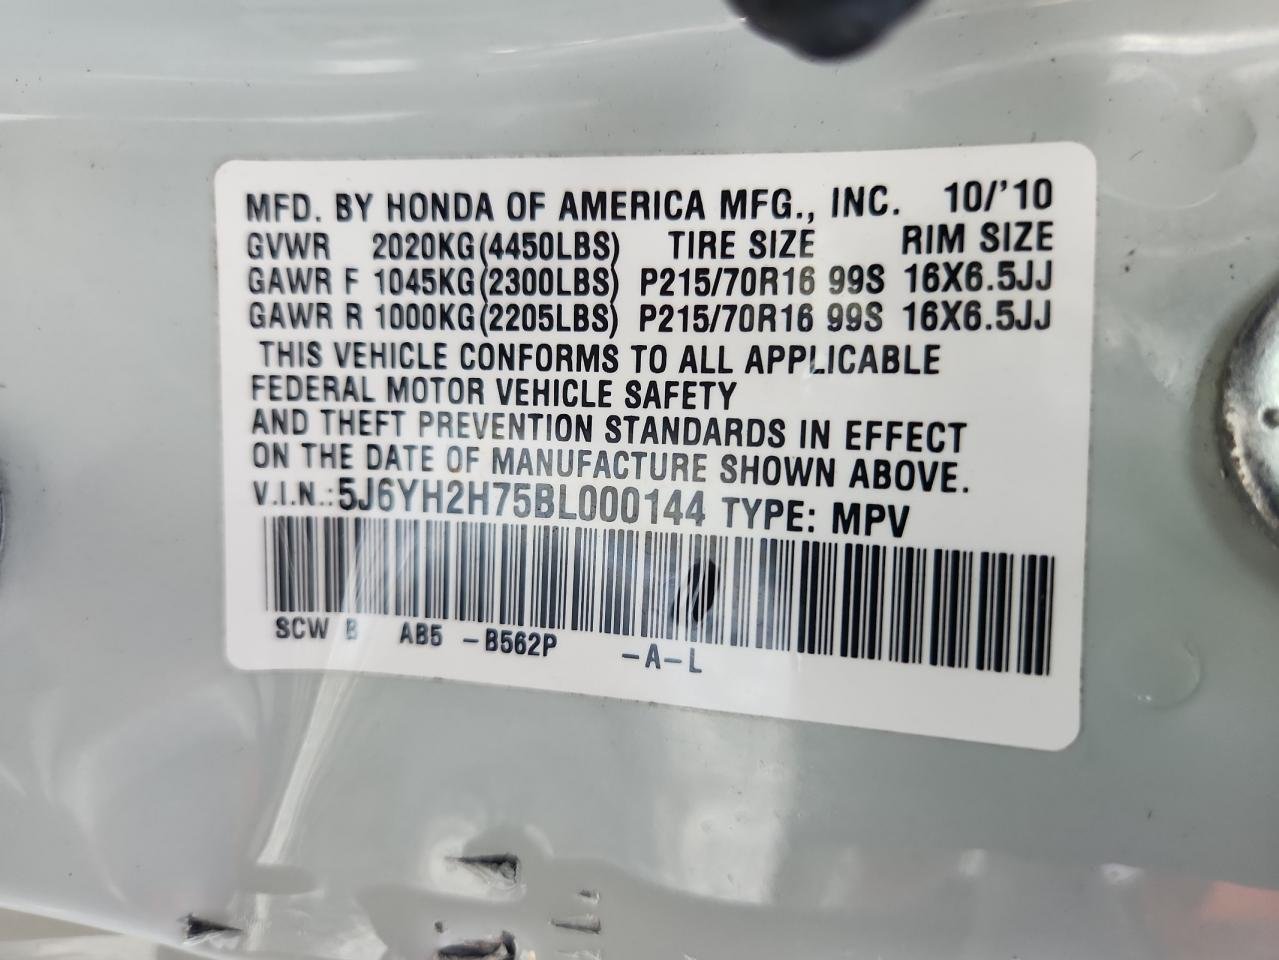 MFD. BY HONDA OF AMERICA MFG., INC. 10/'10
GVWR 2020KG(4450LBS) TIRE SIZE RIM SIZE
GAWR F 1045KG(2300LBS) P215/70R16 99S 16X6.5JJ
GAWR R 1000KG(2205LBS) P215/70R16 99S 16X6.5JJ
THIS VEHICLE CONFORMS TO ALL APPLICABLE
FEDERAL MOTOR VEHICLE SAFETY
AND THEFT PREVENTION STANDARDS IN EFFECT
ON THE DATE OF MANUFACTURE SHOWN ABOVE.
V.I.N.:5J6YH2H75BL000144 TYPE: MPV
SCW B AB5 -B562P -A-L